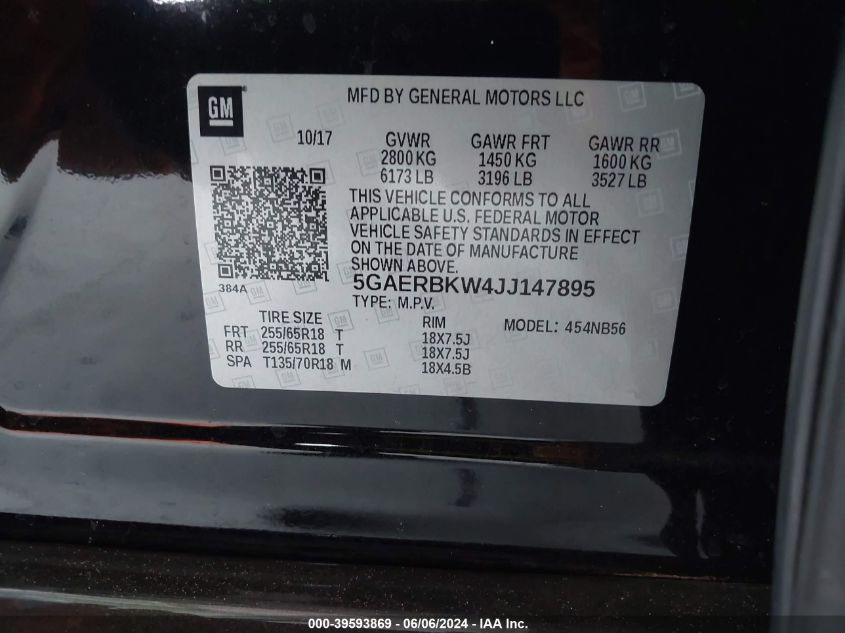 GM
MFD BY GENERAL MOTORS LLC
10/17 GVWR GAWR FRT GAWR RR
2800 KG 1450 KG 1600 KG
6173 LB 3196 LB 3527 LB
THIS VEHICLE CONFORMS TO ALL
APPLICABLE U.S. FEDERAL MOTOR
VEHICLE SAFETY STANDARDS IN EFFECT
ON THE DATE OF MANUFACTURE
SHOWN ABOVE.
384A
5GAERBKW4JJ147895
TYPE: M.P.V.
TIRE SIZE RIM MODEL: 454NB56
FRT 255/65R18 T 18X7.5J
RR 255/65R18 T 18X7.5J
SPA T135/70R18 M 18X4.5B
000-39593869 - 06/06/2024 - IAA Inc.